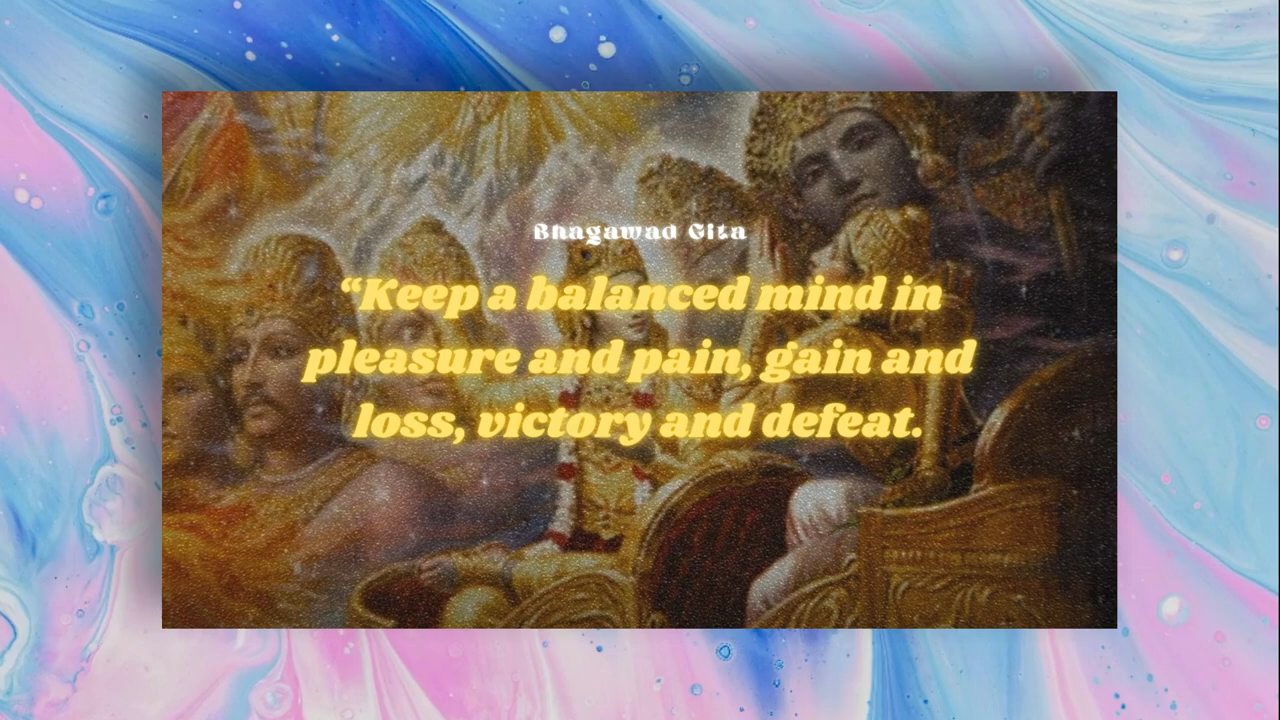 Bhagawad Gita
“Keep a balanced mind in
pleasure and pain, gain and
loss, victory and defeat.